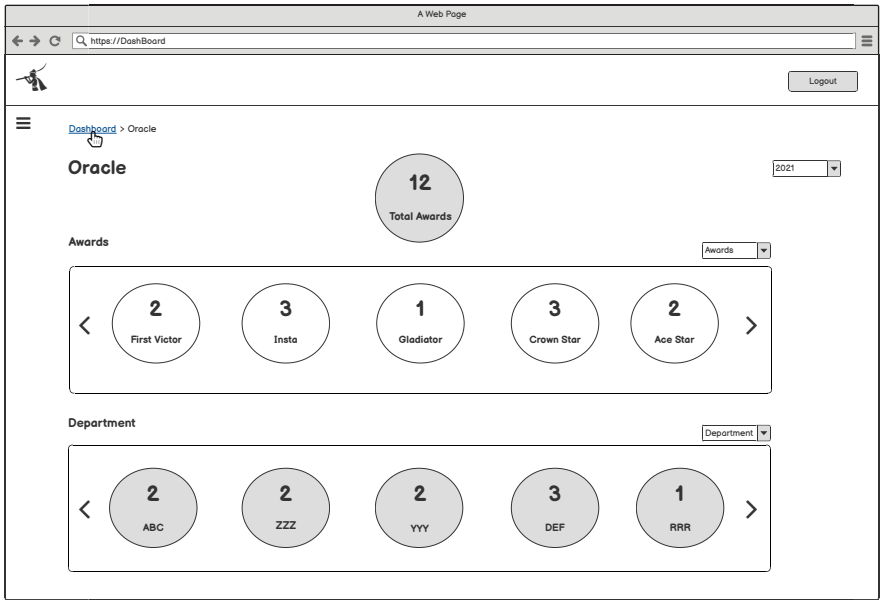 A Web Page
https://DashBoard
Logout
Dashboard > Oracle
Oracle
12
Total Awards
2021
Awards
Awards
2
First Victor
3
Insta
1
Gladiator
3
Crown Star
2
Ace Star
Department
Department
2
ABC
2
ZZZ
2
YYY
3
DEF
1
RRR